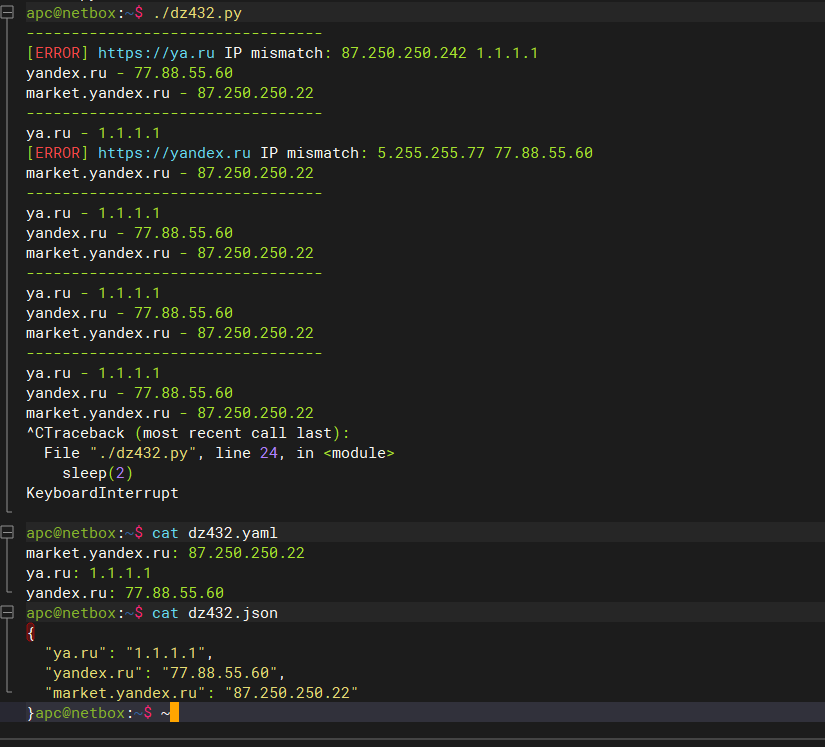 apc@netbox:~$ ./dz432.py
---------------------------------
[ERROR] https://ya.ru IP mismatch: 87.250.250.242 1.1.1.1
yandex.ru - 77.88.55.60
market.yandex.ru - 87.250.250.22
---------------------------------
ya.ru - 1.1.1.1
[ERROR] https://yandex.ru IP mismatch: 5.255.255.77 77.88.55.60
market.yandex.ru - 87.250.250.22
---------------------------------
ya.ru - 1.1.1.1
yandex.ru - 77.88.55.60
market.yandex.ru - 87.250.250.22
---------------------------------
ya.ru - 1.1.1.1
yandex.ru - 77.88.55.60
market.yandex.ru - 87.250.250.22
---------------------------------
ya.ru - 1.1.1.1
yandex.ru - 77.88.55.60
market.yandex.ru - 87.250.250.22
^CTraceback (most recent call last):
  File "./dz432.py", line 24, in <module>
    sleep(2)
KeyboardInterrupt

apc@netbox:~$ cat dz432.yaml
market.yandex.ru: 87.250.250.22
ya.ru: 1.1.1.1
yandex.ru: 77.88.55.60
apc@netbox:~$ cat dz432.json
{
  "ya.ru": "1.1.1.1",
  "yandex.ru": "77.88.55.60",
  "market.yandex.ru": "87.250.250.22"
}apc@netbox:~$ ~